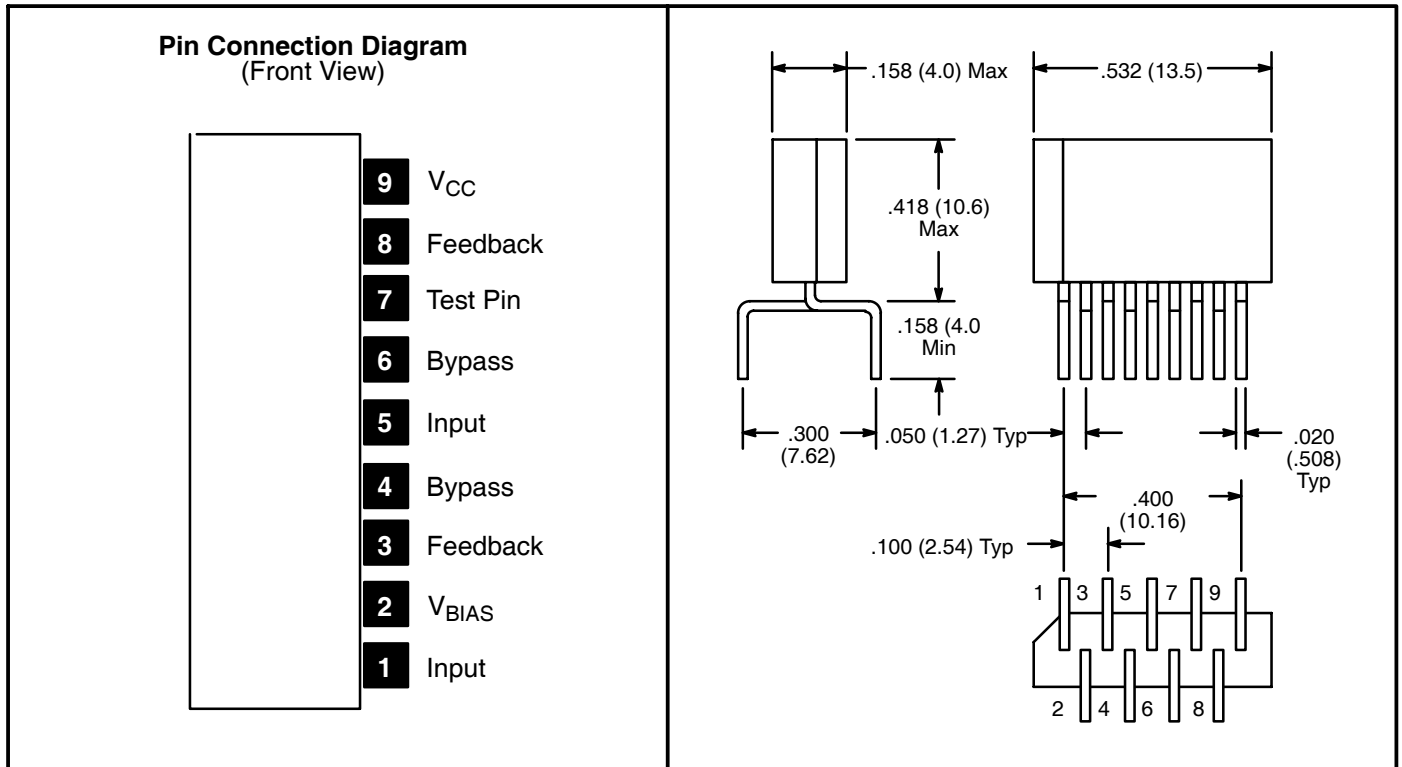 Pin Connection Diagram
(Front View)
9 V_CC
8 Feedback
7 Test Pin
6 Bypass
5 Input
4 Bypass
3 Feedback
2 V_BIAS
1 Input
.158 (4.0) Max
.532 (13.5)
.418 (10.6)
Max
.158 (4.0
Min
.300
(7.62)
.050 (1.27) Typ
.020
(.508)
Typ
.400
(10.16)
.100 (2.54) Typ
1 3 5 7 9
2 4 6 8